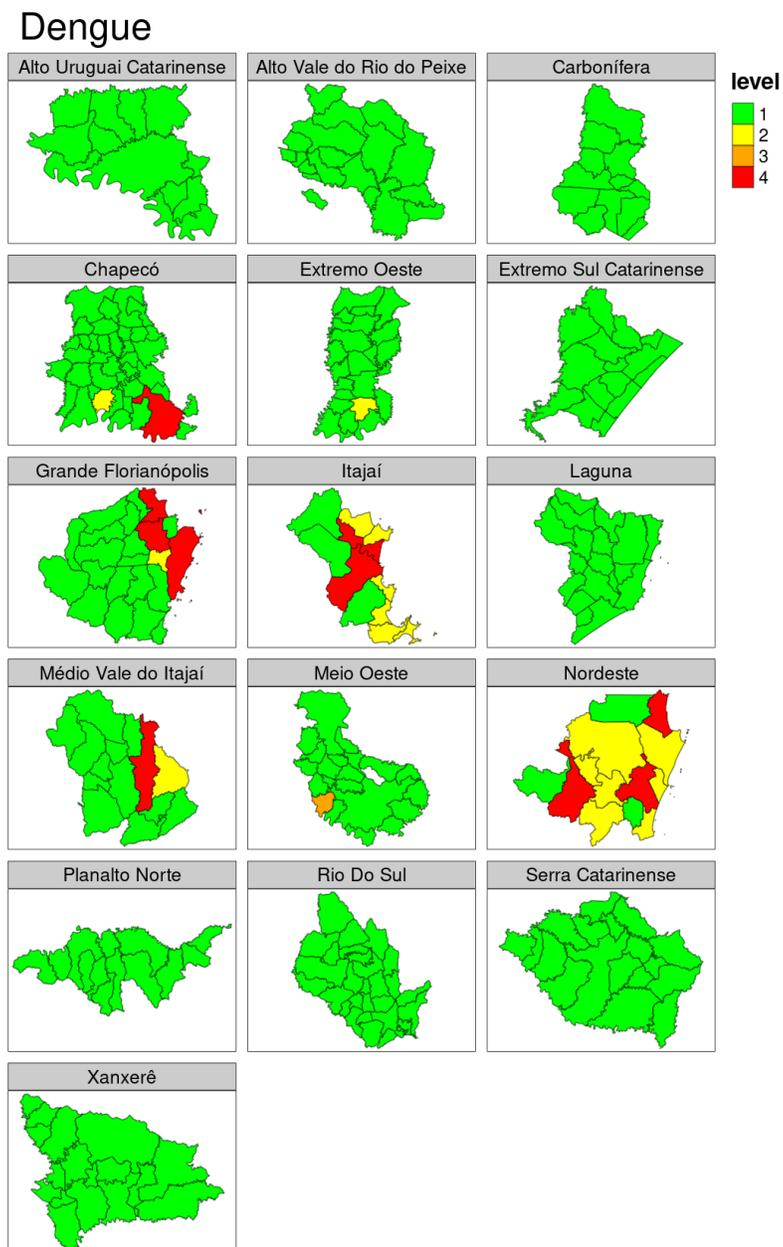 Dengue
Alto Uruguai Catarinense
Alto Vale do Rio do Peixe
Carbonífera
level
1
2
3
4
Chapecó
Extremo Oeste
Extremo Sul Catarinense
Grande Florianópolis
Itajaí
Laguna
Médio Vale do Itajaí
Meio Oeste
Nordeste
Planalto Norte
Rio Do Sul
Serra Catarinense
Xanxerê